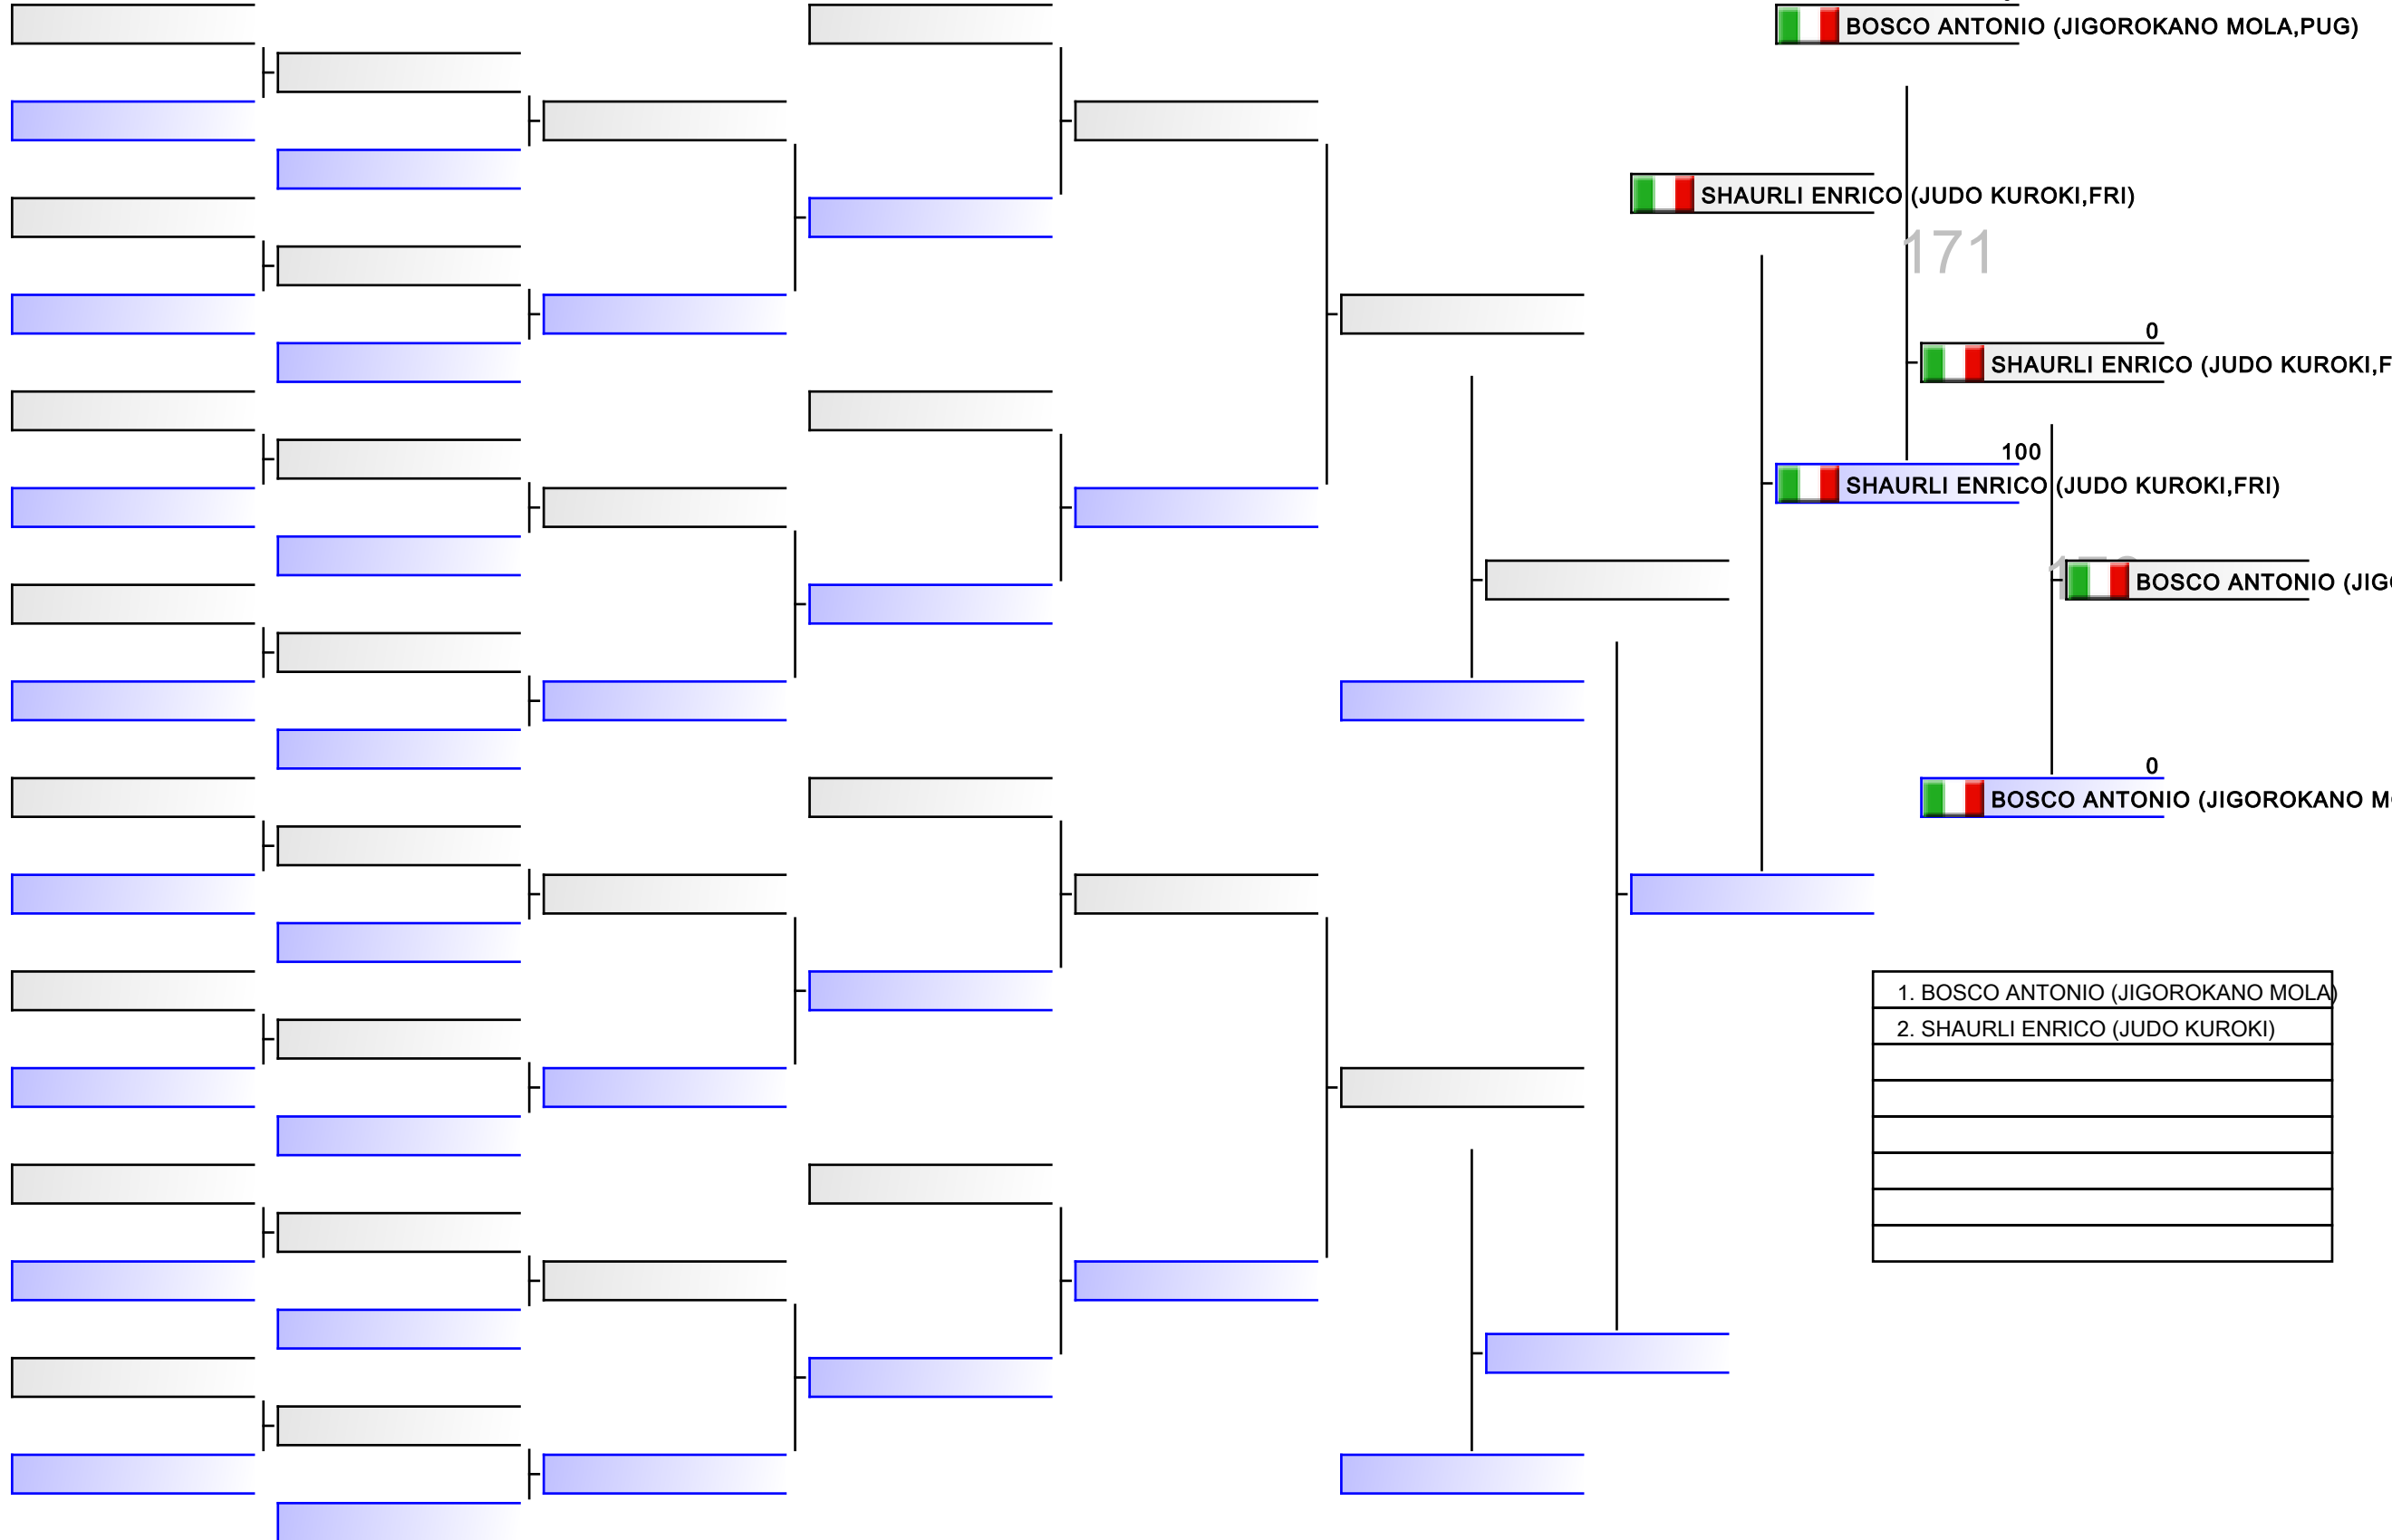 BOSCO ANTONIO (JIGOROKANO MOLA,PUG)
SHAURLI ENRICO (JUDO KUROKI,FRI)
171
0
SHAURLI ENRICO (JUDO KUROKI,F
100
SHAURLI ENRICO (JUDO KUROKI,FRI)
BOSCO ANTONIO
0
BOSCO ANTONIO (JIGOROKANO
1. BOSCO ANTONIO (JIGOROKANO MOLA)
2. SHAURLI ENRICO (JUDO KUROKI)